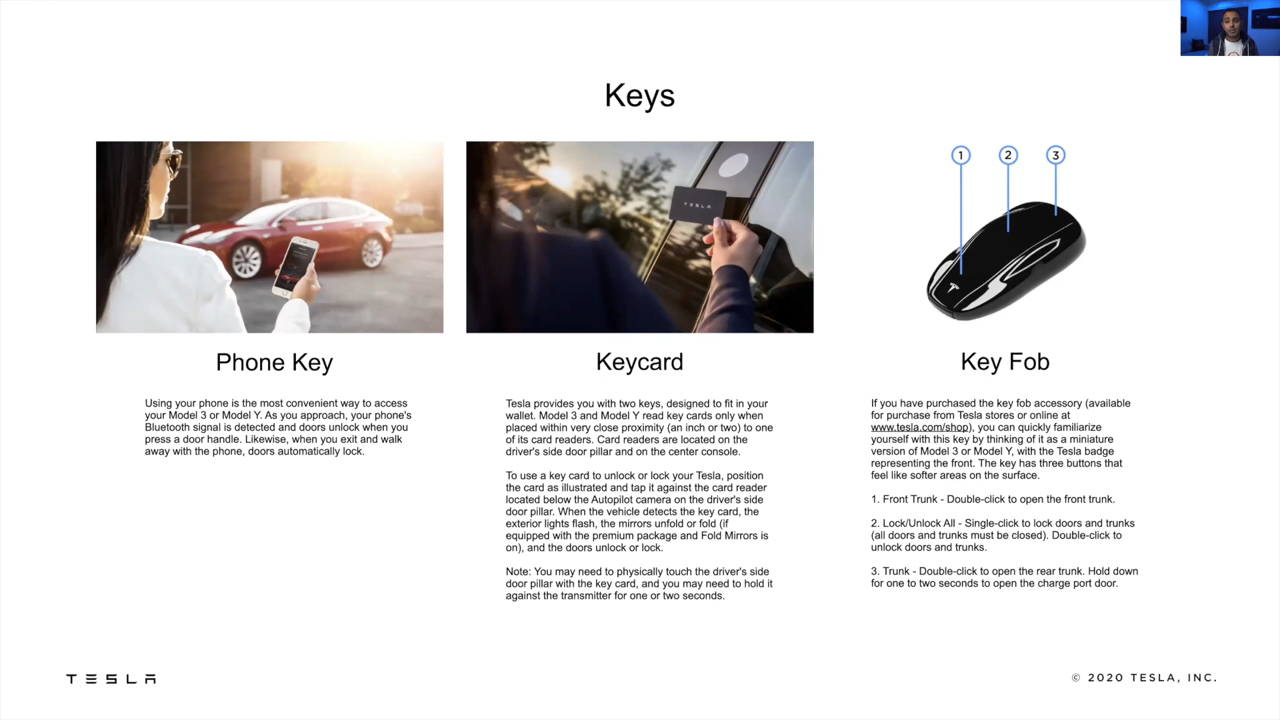 Keys
TESLA
1
2
3
Phone Key
Using your phone is the most convenient way to access
your Model 3 or Model Y. As you approach, your phone's
Bluetooth signal is detected and doors unlock when you
press a door handle. Likewise, when you exit and walk
away with the phone, doors automatically lock.
Keycard
Tesla provides you with two keys, designed to fit in your
wallet. Model 3 and Model Y read key cards only when
placed within very close proximity (an inch or two) to one
of its card readers. Card readers are located on the
driver's side door pillar and on the center console.
To use a key card to unlock or lock your Tesla, position
the card as illustrated and tap it against the card reader
located below the Autopilot camera on the driver's side
door pillar. When the vehicle detects the key card, the
exterior lights flash, the mirrors unfold or fold (if
equipped with the premium package and Fold Mirrors is
on), and the doors unlock or lock.
Note: You may need to physically touch the driver's side
door pillar with the key card, and you may need to hold it
against the transmitter for one or two seconds.
Key Fob
If you have purchased the key fob accessory (available
for purchase from Tesla stores or online at
www.tesla.com/shop), you can quickly familiarize
yourself with this key by thinking of it as a miniature
version of Model 3 or Model Y, with the Tesla badge
representing the front. The key has three buttons that
feel like softer areas on the surface.
1. Front Trunk - Double-click to open the front trunk.
2. Lock/Unlock All - Single-click to lock doors and trunks
(all doors and trunks must be closed). Double-click to
unlock doors and trunks.
3. Trunk - Double-click to open the rear trunk. Hold down
for one to two seconds to open the charge port door.
TESLA
© 2020 TESLA, INC.